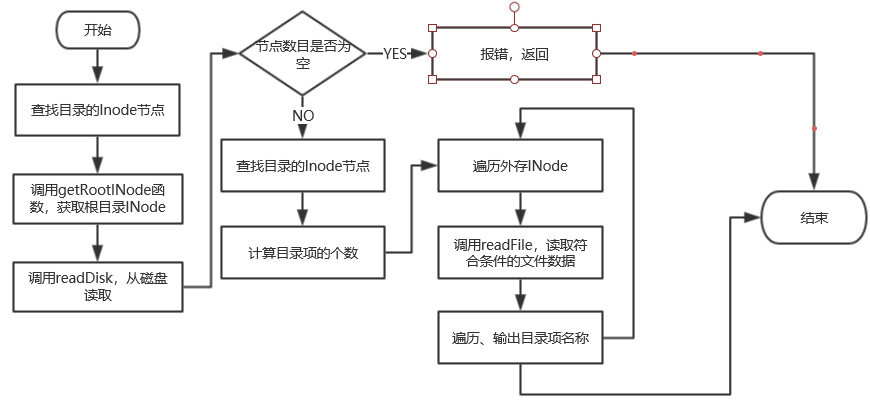 开始
查找目录的Inode节点
调用getRootINode函
数，获取根目录INode
调用readDisk，从磁盘
读取
节点数目是否为
空
YES
报错，返回
NO
查找目录的Inode节点
计算目录项的个数
遍历外存INode
调用readFile，读取符
合条件的文件数据
遍历、输出目录项名称
结束